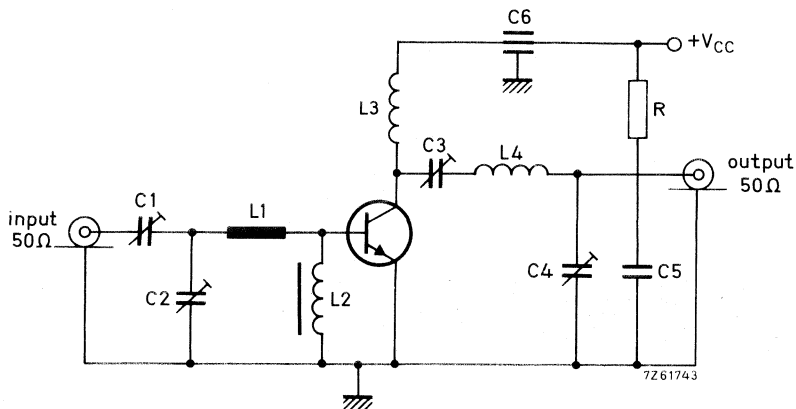 C6
+VCC
L3
R
C3
L4
output
50Ω
input
50Ω
C1
L1
C2
L2
C4
C5
7Z61743